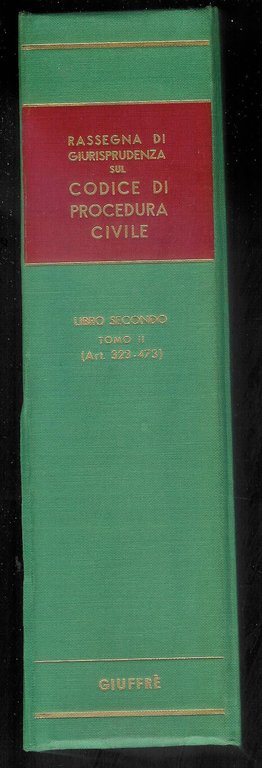 RASSEGNA DI
GIURISPRUDENZA
SUL
CODICE DI
PROCEDURA
CIVILE
LIBRO SECONDO
TOMO II
(Art. 323-473)
GIUFFRÈ